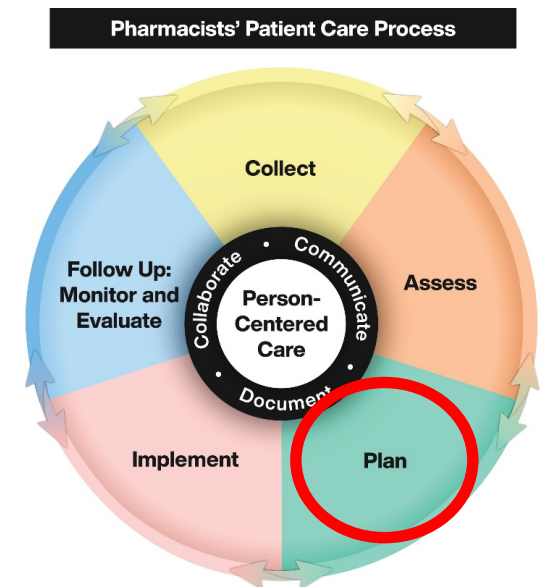 Pharmacists' Patient Care Process
Collect
Assess
Plan
Implement
Follow Up:
Monitor and
Evaluate
Collaborate • Communicate • Document •
Person-
Centered
Care